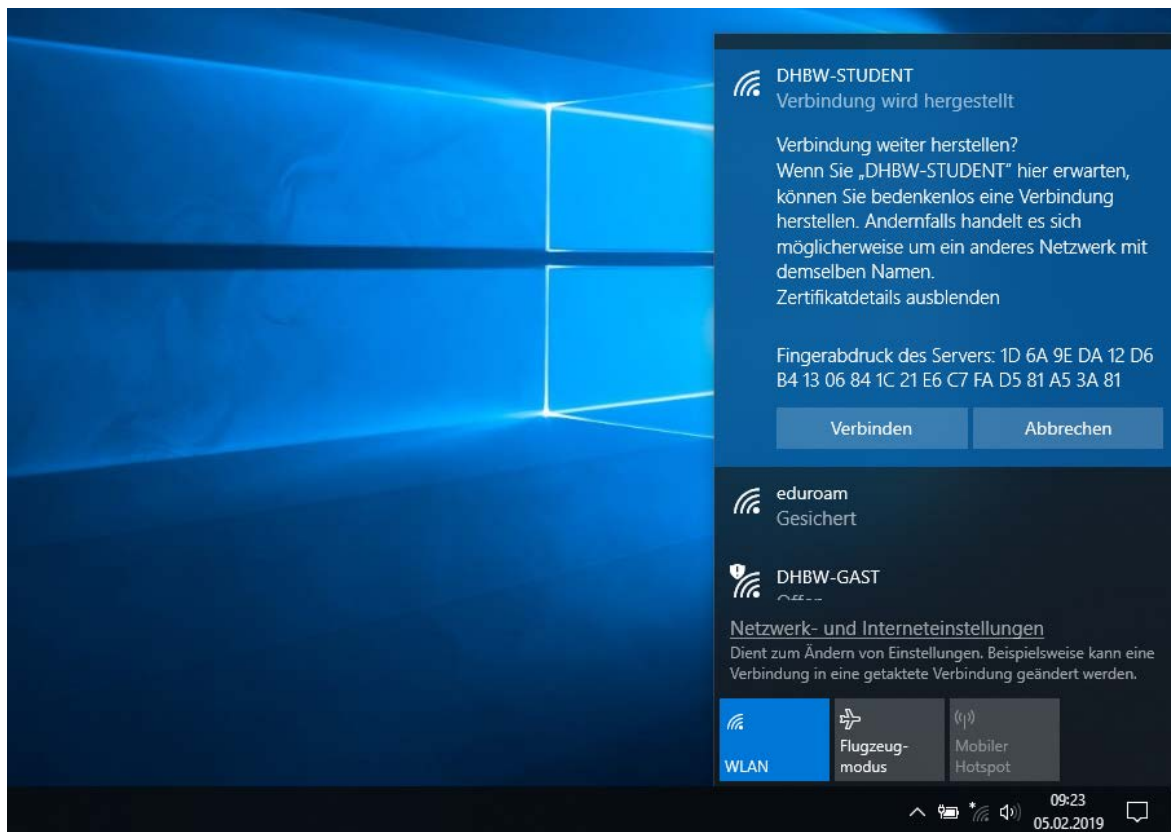 DHBW-STUDENT
Verbindung wird hergestellt
Verbindung weiter herstellen?
Wenn Sie „DHBW-STUDENT“ hier erwarten,
können Sie bedenkenlos eine Verbindung
herstellen. Andernfalls handelt es sich
möglicherweise um ein anderes Netzwerk mit
demselben Namen.
Zertifikatdetails ausblenden
Fingerabdruck des Servers: 1D 6A 9E DA 12 D6
B4 13 06 84 1C 21 E6 C7 FA D5 81 A5 3A 81
Verbinden Abbrechen
eduroam
Gesichert
DHBW-GAST
Netzwerk- und Interneteinstellungen
Dient zum Ändern von Einstellungen. Beispielsweise kann eine
Verbindung in eine getaktete Verbindung geändert werden.
WLAN
Flugzeug-
modus
Mobiler
Hotspot
09:23
05.02.2019